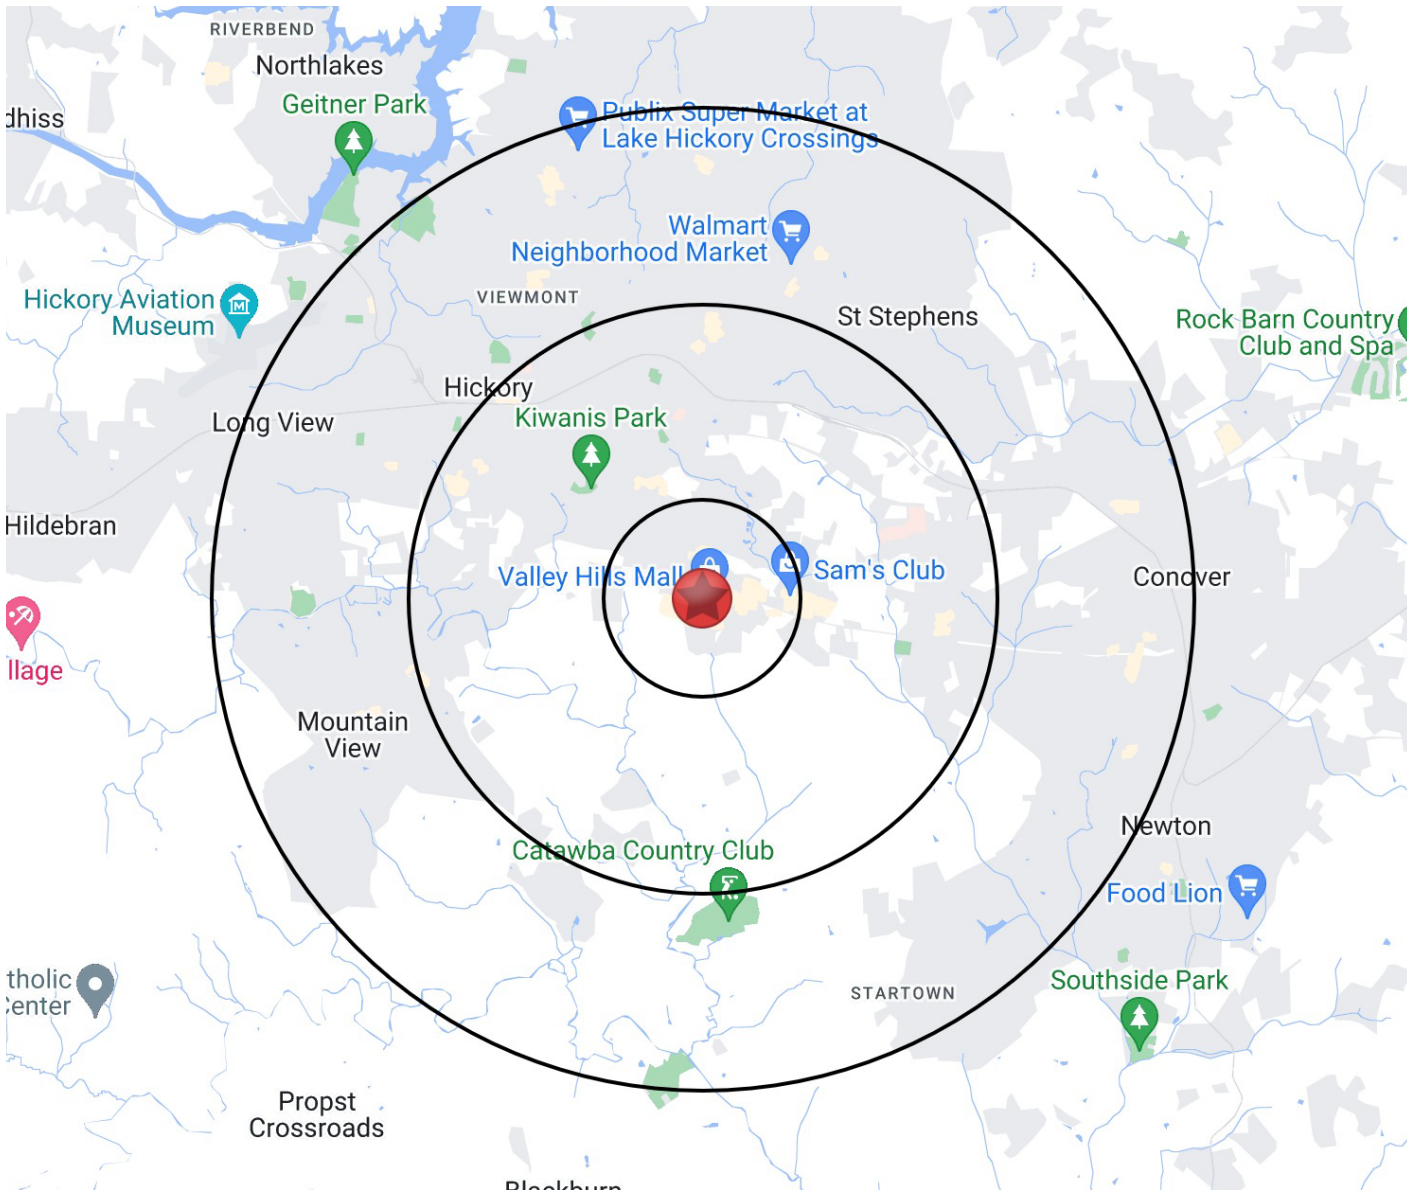 RIVERBEND
Northlakes
Geitner Park
dhiss
Publix Super Market at
Lake Hickory Crossings
Walmart
Neighborhood Market
VIEWMONT
Hickory Aviation
Museum
St Stephens
Rock Barn Country
Club and Spa
Hickory
Long View
Kiwanis Park
Hildebran
Valley Hills Mall
Sam's Club
Conover
llage
Mountain
View
Newton
Catawba Country Club
Food Lion
tholic
Center
STARTOWN
Southside Park
Propst
Crossroads
Blackburn